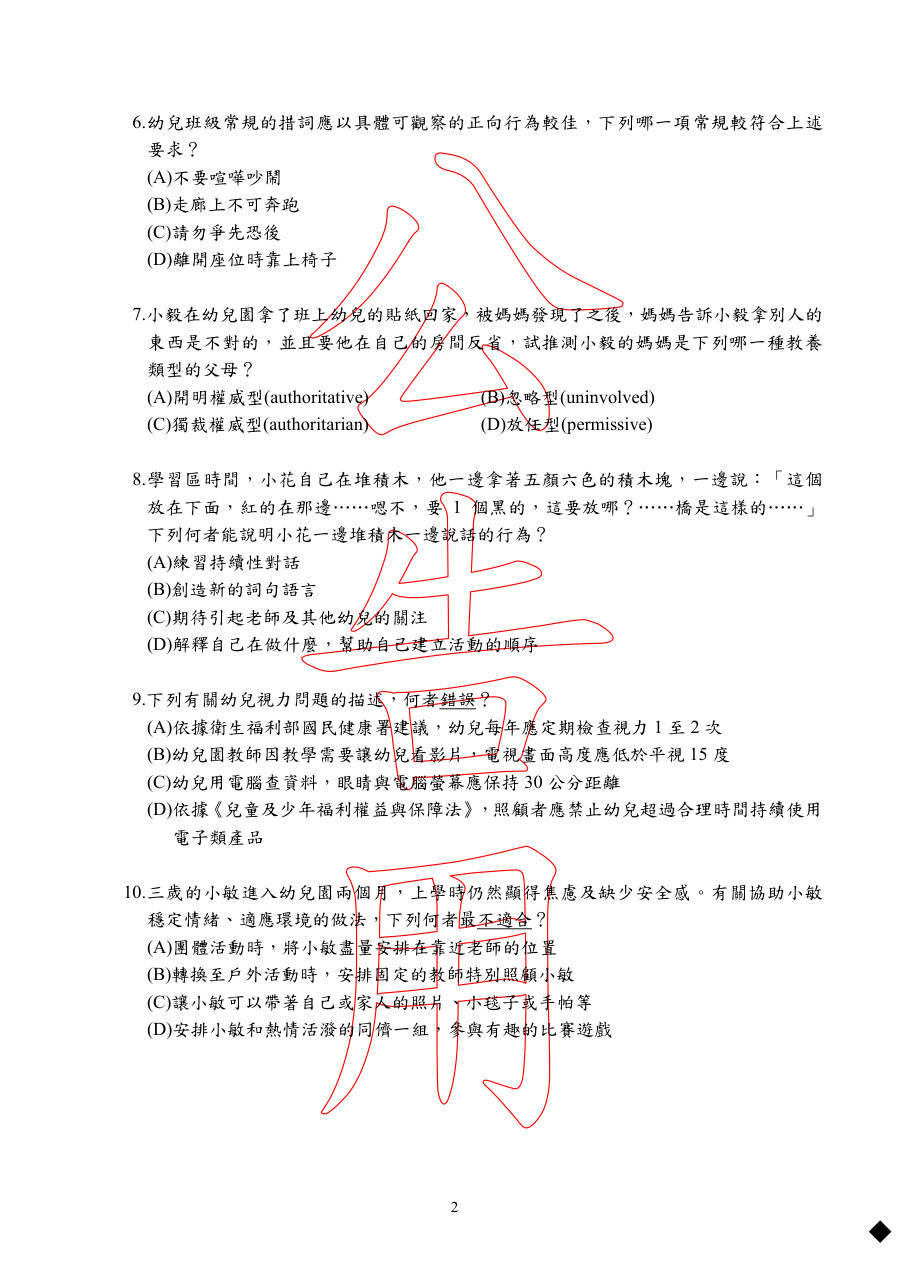 6.幼兒班級常規的措詞應以具體可觀察的正向行為較佳，下列哪一項常規較符合上述
要求？
(A)不要喧嘩吵鬧
(B)走廊上不可奔跑
(C)請勿爭先恐後
(D)離開座位時靠上椅子
7.小毅在幼兒園拿了班上幼兒的貼紙回家，被媽媽發現了之後，媽媽告訴小毅拿別人的
東西是不對的，並且要他在自己的房間反省，試推測小毅的媽媽是下列哪一種教養
類型的父母？
(A)開明權威型(authoritative) (B)忽略型(uninvolved)
(C)獨裁權威型(authoritarian) (D)放任型(permissive)
8.學習區時間，小花自己在堆積木，他一邊拿著五顏六色的積木塊，一邊說：「這個
放在下面，紅的在那邊……嗯不，要 1 個黑的，這要放哪？……橋是這樣的……」
下列何者能說明小花一邊堆積木一邊說話的行為？
(A)練習持續性對話
(B)創造新的詞句語言
(C)期待引起老師及其他幼兒的關注
(D)解釋自己在做什麼，幫助自己建立活動的順序
9.下列有關幼兒視力問題的描述，何者錯誤？
(A)依據衛生福利部國民健康署建議，幼兒每年應定期檢查視力 1 至 2 次
(B)幼兒園教師因教學需要讓幼兒看影片，電視畫面高度應低於平視 15 度
(C)幼兒用電腦查資料，眼睛與電腦螢幕應保持 30 公分距離
(D)依據《兒童及少年福利權益與保障法》，照顧者應禁止幼兒超過合理時間持續使用
電子類產品
10.三歲的小敏進入幼兒園兩個月，上學時仍然顯得焦慮及缺少安全感。有關協助小敏
穩定情緒、適應環境的做法，下列何者最不適合？
(A)團體活動時，將小敏盡量安排在靠近老師的位置
(B)轉換至戶外活動時，安排固定的教師特別照顧小敏
(C)讓小敏可以帶著自己或家人的照片、小毯子或手帕等
(D)安排小敏和熱情活潑的同儕一組，參與有趣的比賽遊戲
2